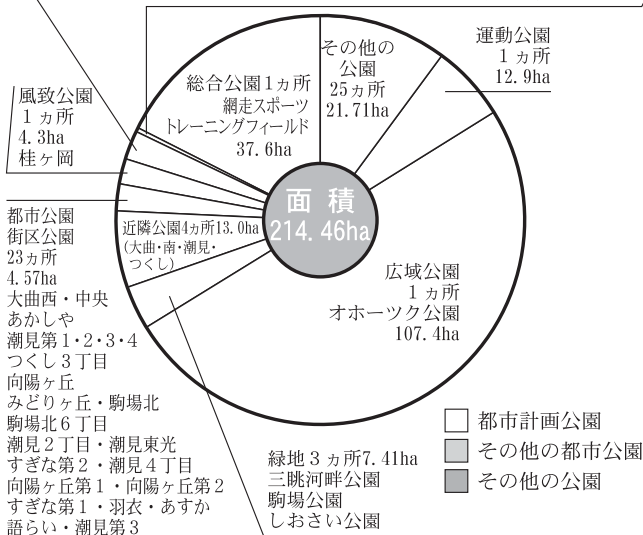 その他の
公園
25ヵ所
21.71ha
運動公園
1ヵ所
12.9ha
総合公園1ヵ所
網走スポーツ
トレーニングフィールド
37.6ha
風致公園
1ヵ所
4.3ha
桂ヶ岡
面積
214.46ha
近隣公園4ヵ所13.0ha
(大曲・南・潮見・
つくし)
広域公園
1ヵ所
オホーツク公園
107.4ha
都市公園
街区公園
23ヵ所
4.57ha
大曲西・中央
あかしや
潮見第1・2・3・4
つくし3丁目
向陽ヶ丘
みどりヶ丘・駒場北
駒場北6丁目
潮見2丁目・潮見東光
すぎな第2・潮見4丁目
向陽ヶ丘第1・向陽ヶ丘第2
すぎな第1・羽衣・あすか
語らい・潮見第3
緑地3ヵ所7.41ha
三眺河畔公園
駒場公園
しおさい公園
都市計画公園
その他の都市公園
その他の公園